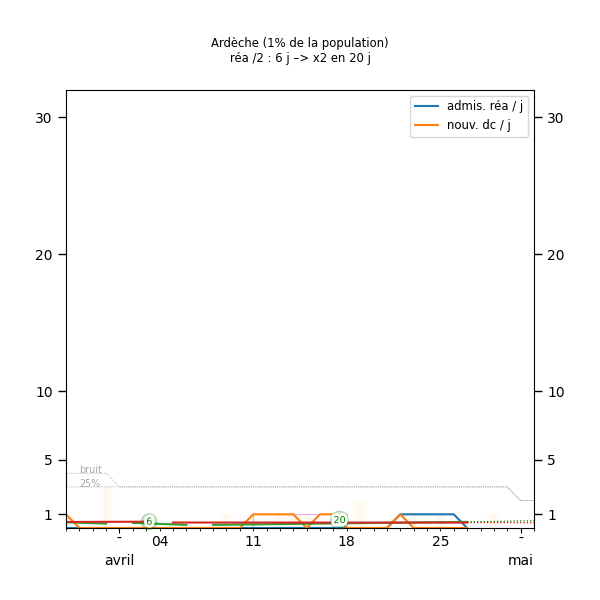 Ardèche (1% de la population)
réa /2 : 6 j –> x2 en 20 j
admis. réa / j
nouv. dc / j
30
30
20
20
10
10
5
5
bruit
25%
1
1
6
20
-
04
11
18
25
-
avril
mai